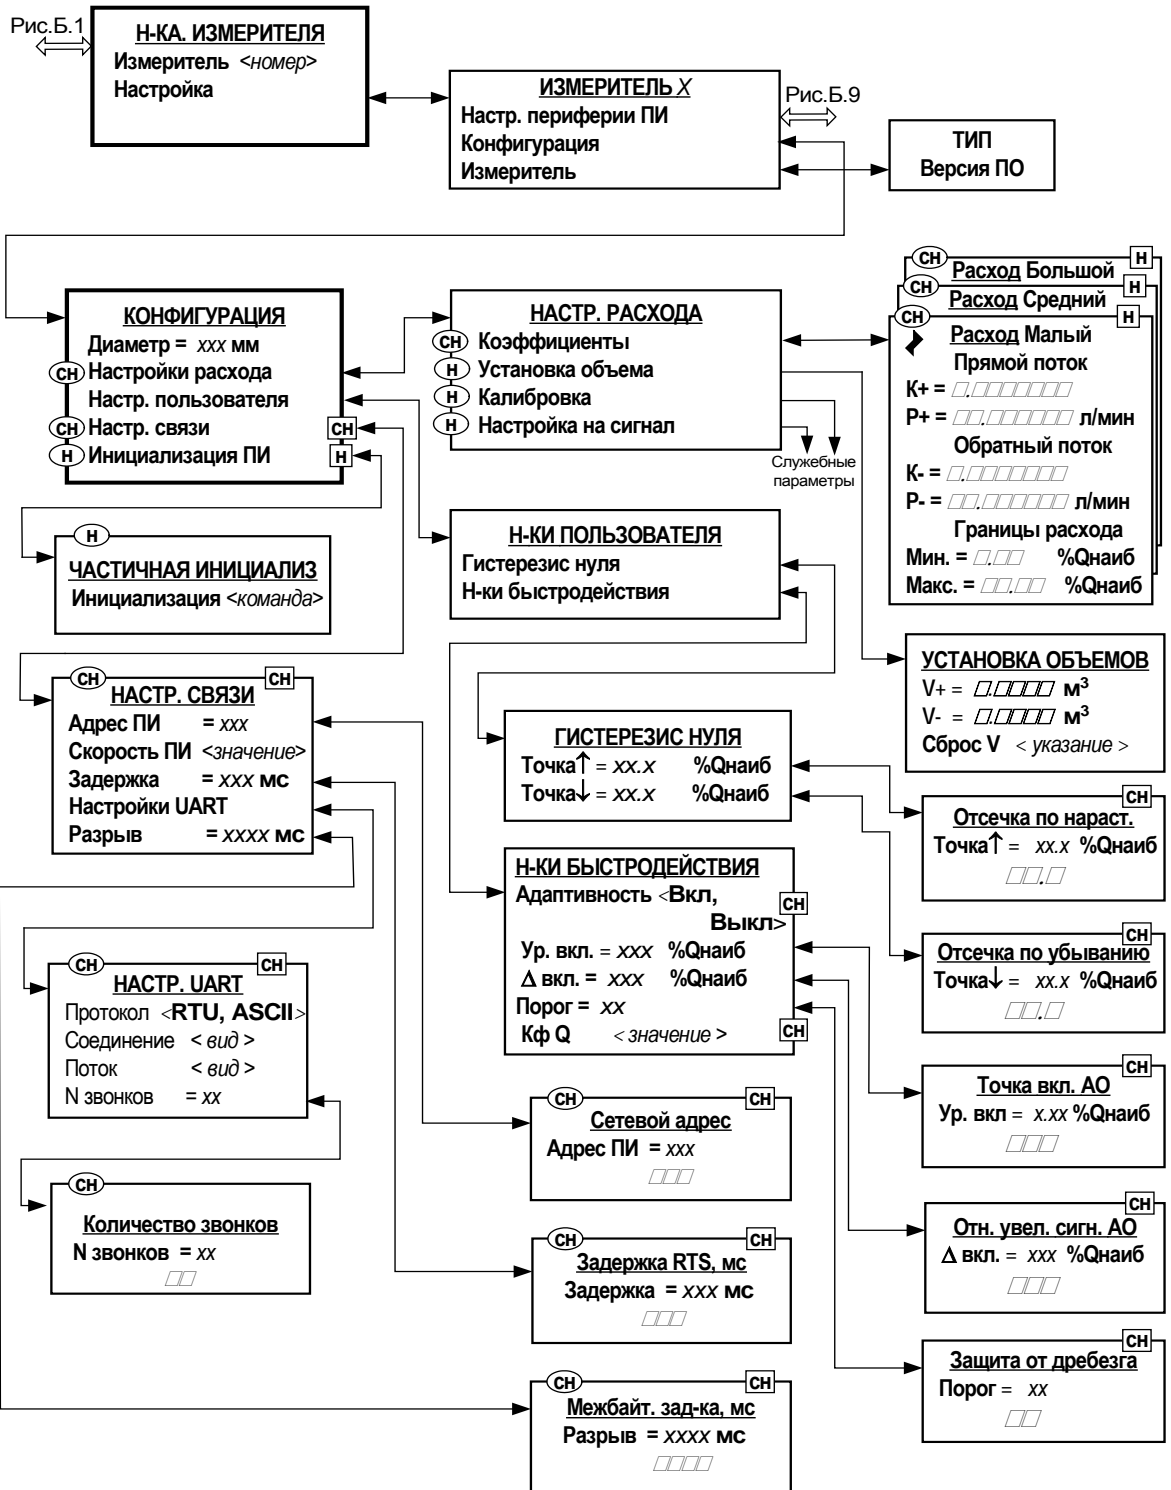 Рис.Б.1
Н-КА. ИЗМЕРИТЕЛЯ
Измеритель <номер>
Настройка
ИЗМЕРИТЕЛЬ X
Настр. периферии ПИ
Конфигурация
Измеритель
Рис.Б.9
ТИП
Версия ПО
КОНФИГУРАЦИЯ
Диаметр = xxx мм
СН Настройки расхода
Настр. пользователя
СН Настр. связи СН
Н Инициализация ПИ Н
НАСТР. РАСХОДА
СН Коэффициенты
Н Установка объема
Н Калибровка
Н Настройка на сигнал
Служебные
параметры
СН Н
Расход Большой
СН Н
Расход Средний
СН Н
Расход Малый
Прямой поток
К+ =
Р+ = л/мин
Обратный поток
К- =
Р- = л/мин
Границы расхода
Мин. = %Qнаиб
Макс. = %Qнаиб
Н
ЧАСТИЧНАЯ ИНИЦИАЛИЗ
Инициализация <команда>
Н-КИ ПОЛЬЗОВАТЕЛЯ
Гистерезис нуля
Н-ки быстродействия
УСТАНОВКА ОБЪЕМОВ
V+ = м³
V- = м³
Сброс V < указание >
СН СН
НАСТР. СВЯЗИ
Адрес ПИ = xxx
Скорость ПИ <значение>
Задержка = xxx мс
Настройки UART
Разрыв = xxxx мс
ГИСТЕРЕЗИС НУЛЯ
Точка↑ = xx.x %Qнаиб
Точка↓ = xx.x %Qнаиб
СН
Отсечка по нараст.
Точка↑ = xx.x %Qнаиб
Н-КИ БЫСТРОДЕЙСТВИЯ
Адаптивность <Вкл,
СН
Выкл>
Ур. вкл. = xxx %Qнаиб
Δ вкл. = xxx %Qнаиб
Порог = xx
Кф Q < значение > СН
СН
Отсечка по убыванию
Точка↓ = xx.x %Qнаиб
СН СН
НАСТР. UART
Протокол <RTU, ASCII>
Соединение < вид >
Поток < вид >
N звонков = xx
СН
Точка вкл. АО
Ур. вкл = x.xx %Qнаиб
СН СН
Сетевой адрес
Адрес ПИ = xxx
СН
Количество звонков
N звонков = xx
СН
Отн. увел. сигн. АО
Δ вкл. = xxx %Qнаиб
СН СН
Задержка RTS, мс
Задержка = xxx мс
СН
Защита от дребезга
Порог = xx
СН СН
Межбайт. зад-ка, мс
Разрыв = xxxx мс